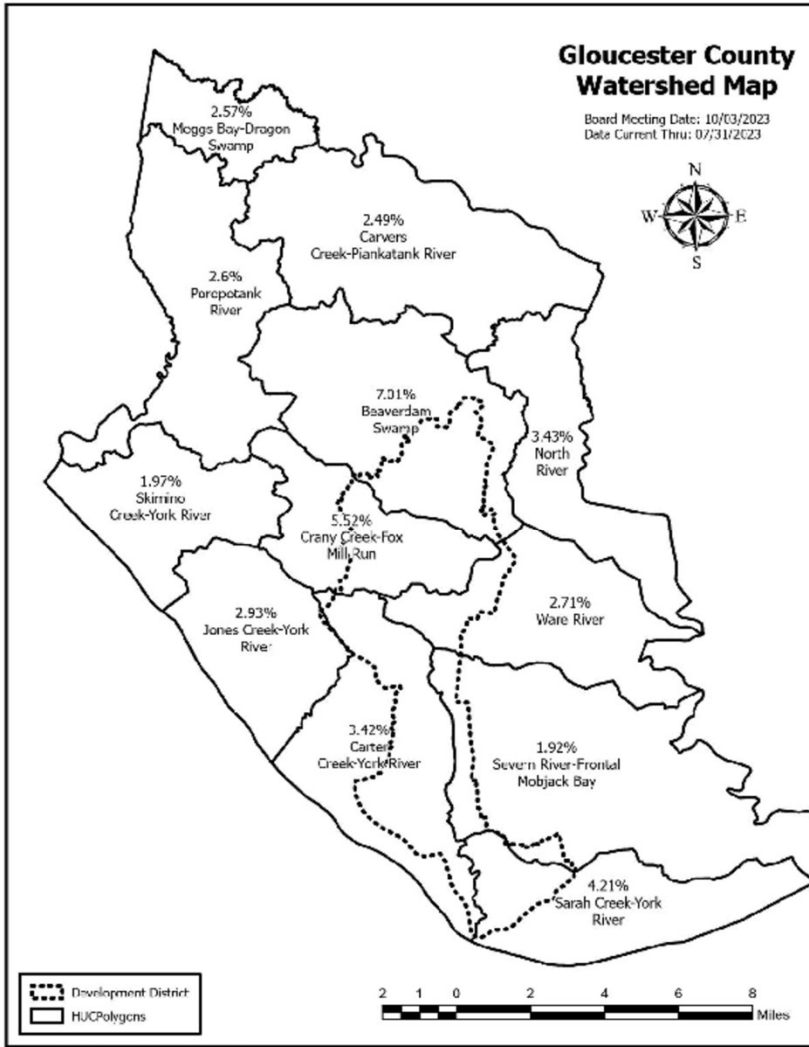 Gloucester County
Watershed Map
Board Meeting Date: 10/03/2023
Data Current Thru: 07/31/2023
N
W
E
S
2.57%
Meggs Bay-Dragon
Swamp
2.49%
Carvers
Creek-Piankatank River
2.6%
Poropotank
River
7.01%
Beaverdam
Swamp
3.43%
North
River
1.97%
Skimino
Creek-York River
5.52%
Crany Creek-Fox
Mill Run
2.93%
Jones Creek-York
River
2.71%
Ware River
3.42%
Carter
Creek-York River
1.92%
Severn River-Frontal
Mobjack Bay
4.21%
Sarah Creek-York
River
Development District
HUCPolygons
2 1 0 2 4 6 8
Miles